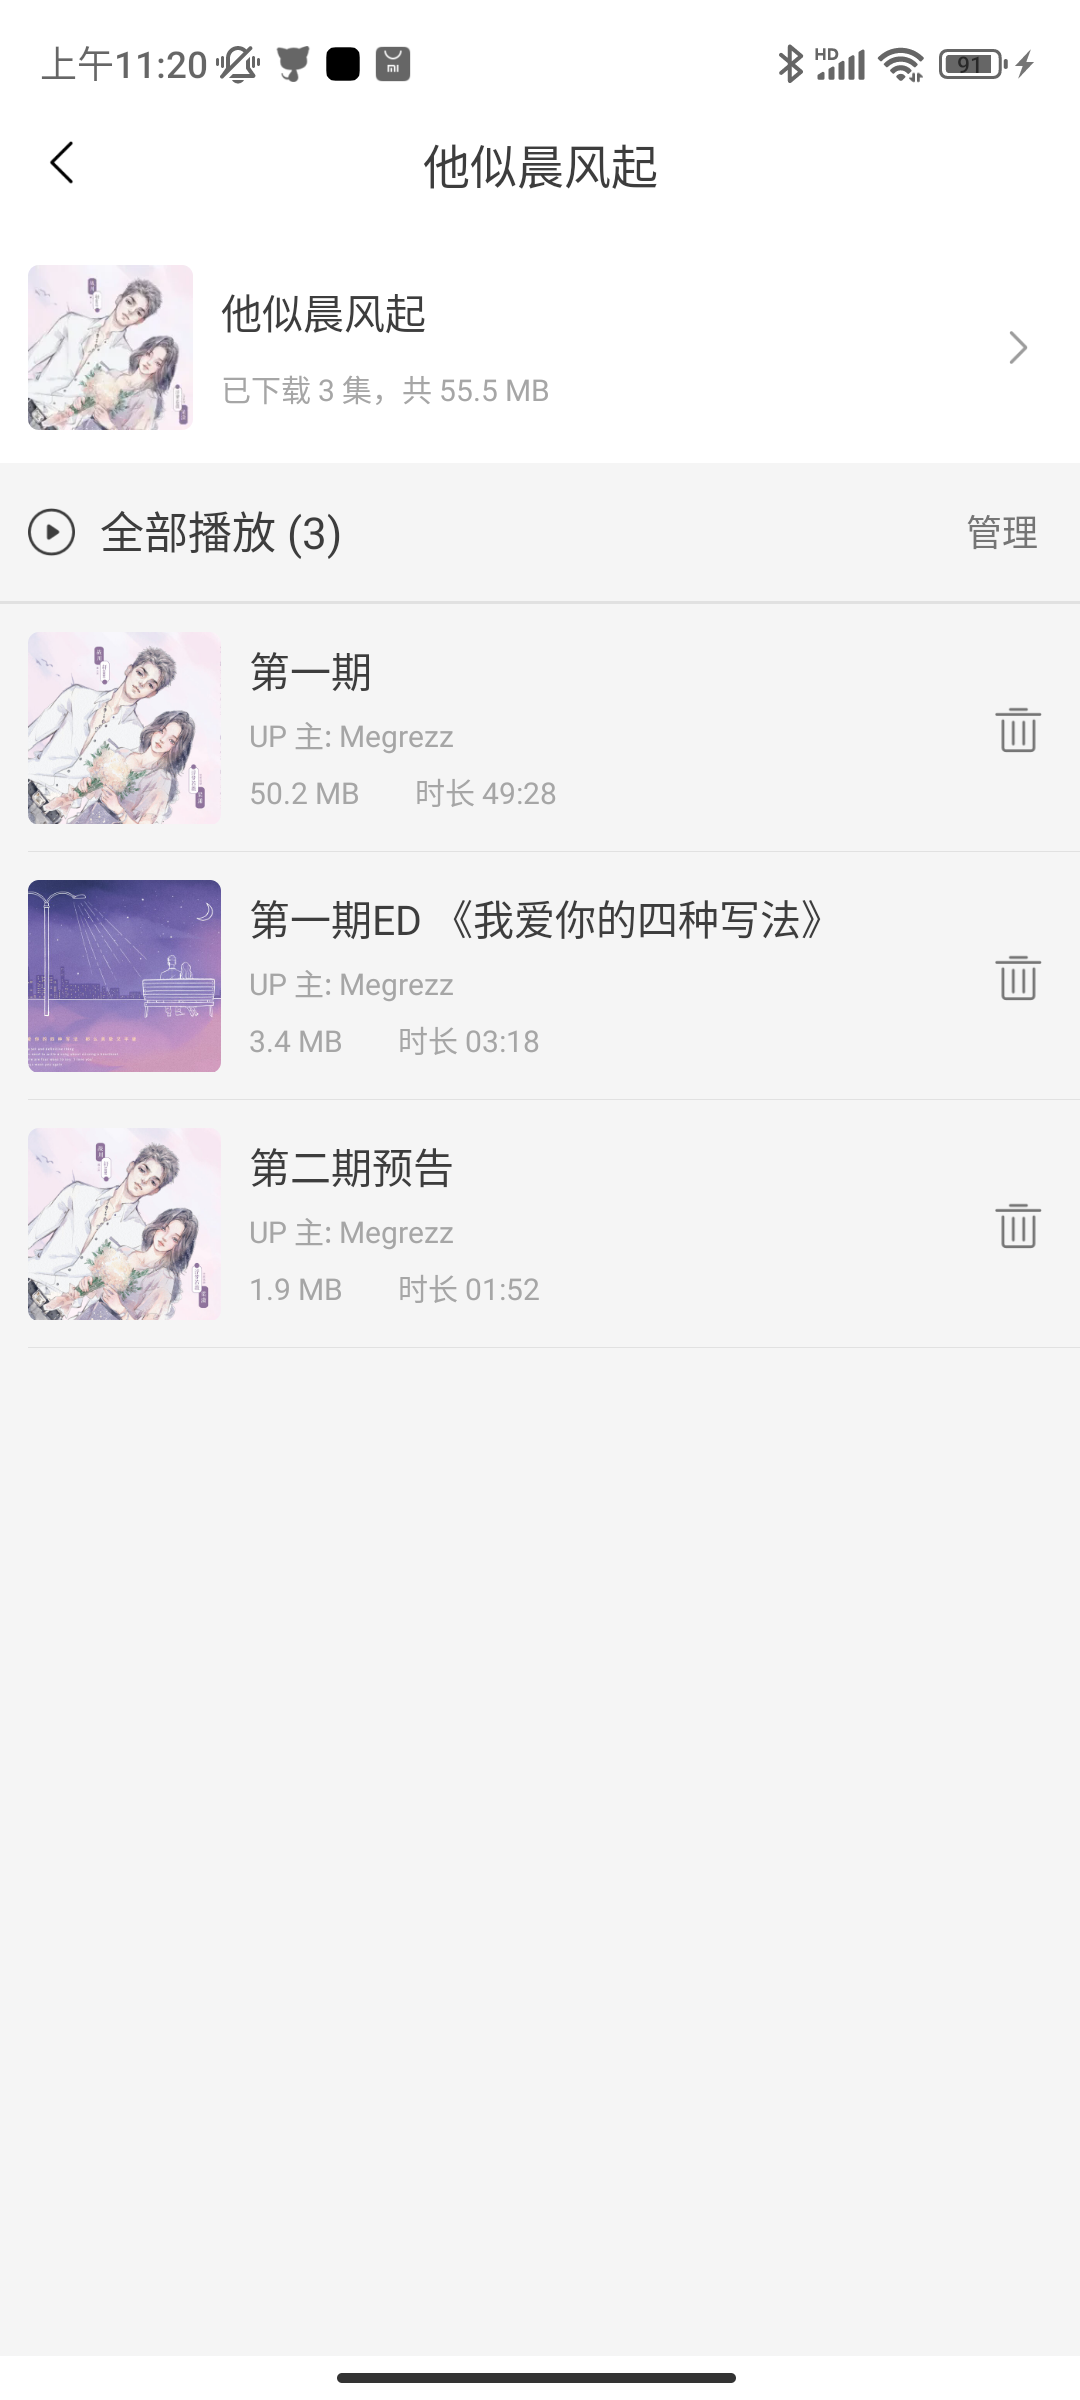 上午11:20
HD
91
他似晨风起
他似晨风起
已下载 3 集，共 55.5 MB
全部播放 (3)
管理
第一期
UP 主: Megrezz
50.2 MB 时长 49:28
第一期ED 《我爱你的四种写法》
UP 主: Megrezz
3.4 MB 时长 03:18
第二期预告
UP 主: Megrezz
1.9 MB 时长 01:52